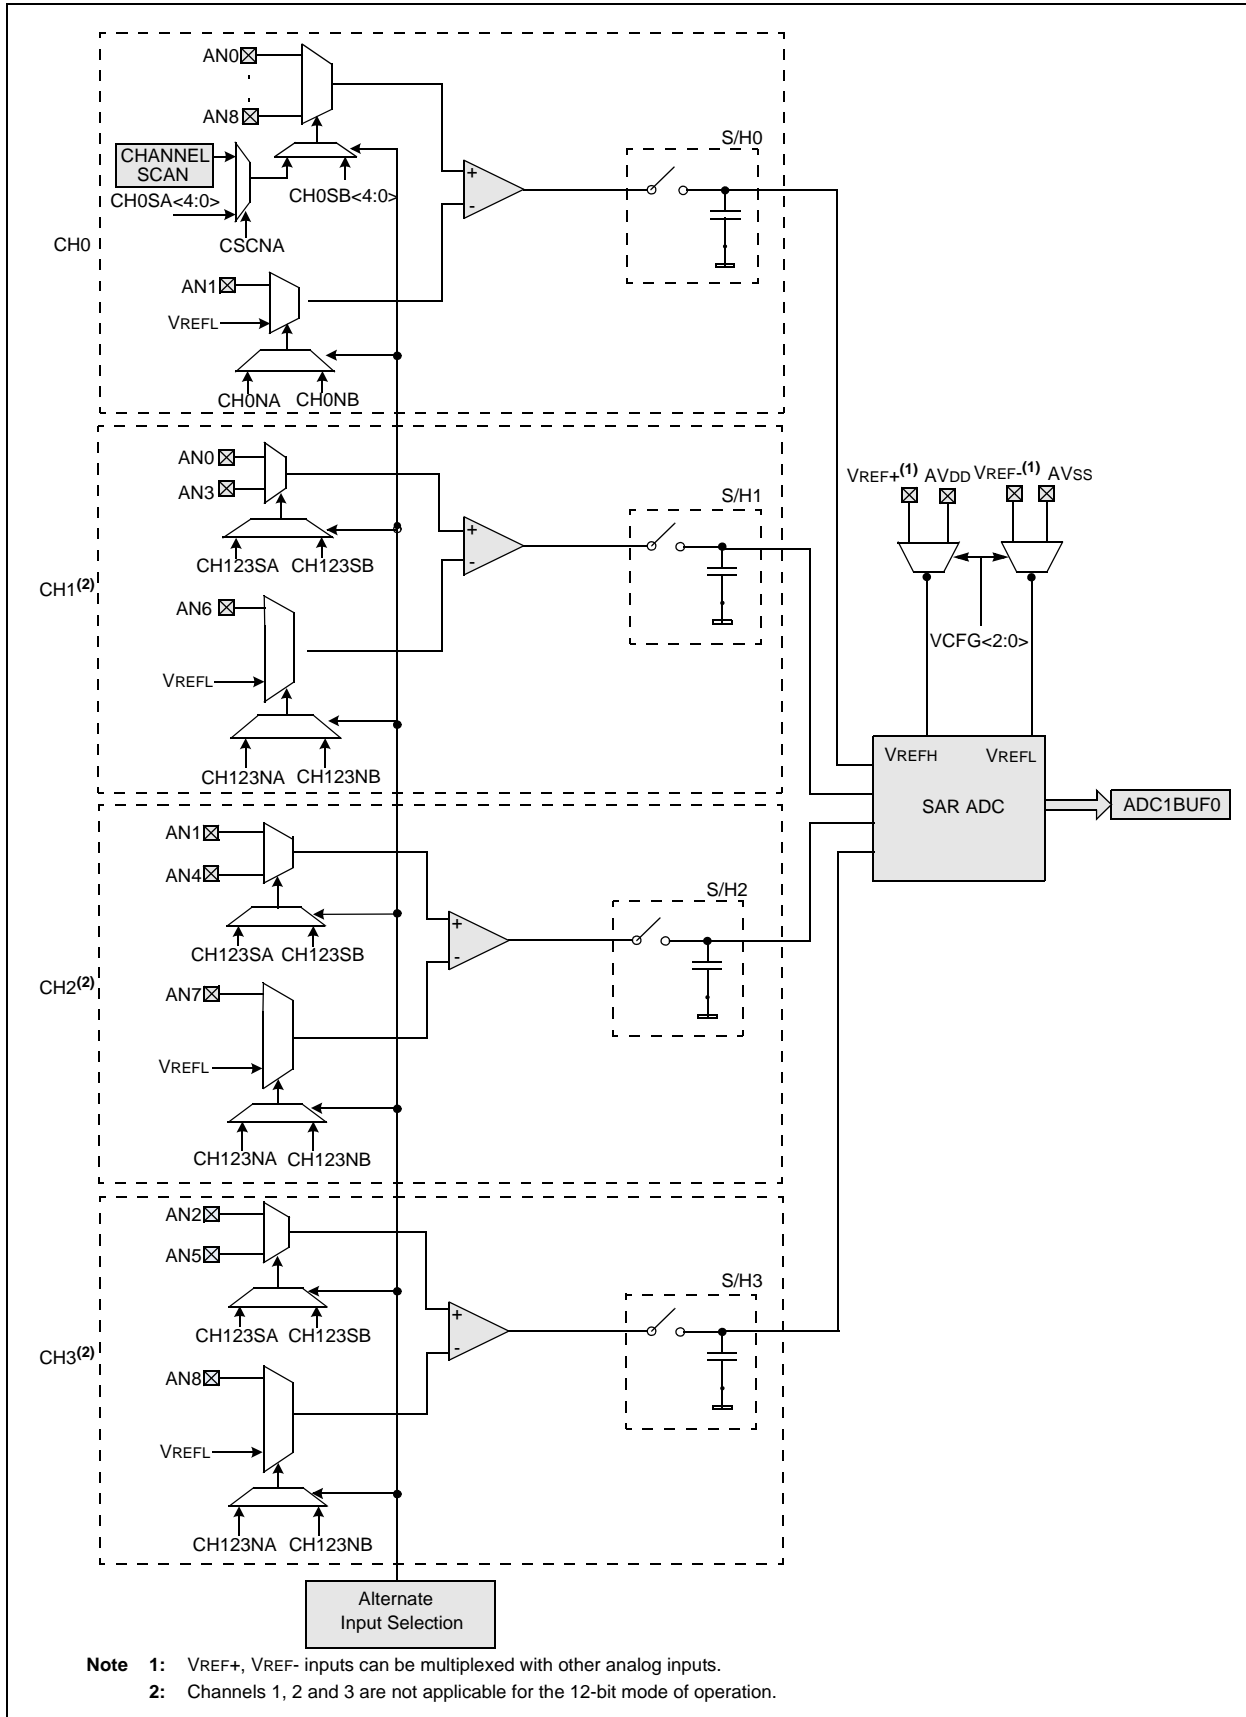 AN0
AN8
CHANNEL
SCAN
CH0SA<4:0>
CH0SB<4:0>
CSCNA
CH0
+
-
S/H0
AN1
VREFL
CH0NA
CH0NB
AN0
AN3
CH123SA
CH123SB
CH1(2)
+
-
S/H1
AN6
VREFL
CH123NA
CH123NB
VREF+(1)
AVDD
VREF-(1)
AVSS
VCFG<2:0>
VREFH
VREFL
SAR ADC
ADC1BUF0
AN1
AN4
CH123SA
CH123SB
CH2(2)
+
-
S/H2
AN7
VREFL
CH123NA
CH123NB
AN2
AN5
CH123SA
CH123SB
CH3(2)
+
-
S/H3
AN8
VREFL
CH123NA
CH123NB
Alternate
Input Selection
Note 1: VREF+, VREF- inputs can be multiplexed with other analog inputs.
2: Channels 1, 2 and 3 are not applicable for the 12-bit mode of operation.